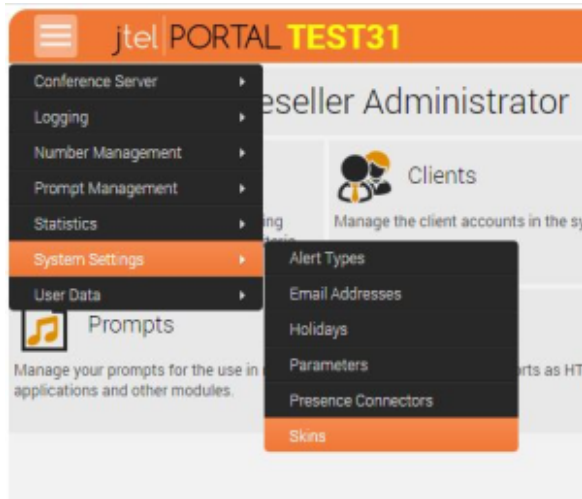 jtel PORTAL TEST31
eseller Administrator
Conference Server
Logging
Number Management
Prompt Management
Statistics
System Settings
User Data
Alert Types
Email Addresses
Holidays
Parameters
Presence Connectors
Skins
Clients
Manage the client accounts in the sy
ing
Prompts
Manage your prompts for the use in
applications and other modules.
rts as HT